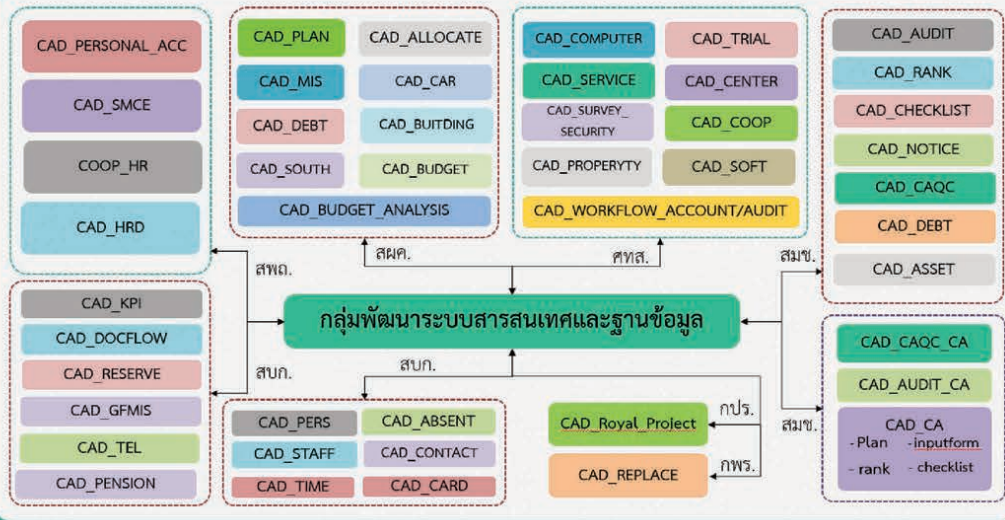 CAD_PERSONAL_ACC
CAD_SMCE
COOP_HR
CAD_HRD
CAD_PLAN
CAD_ALLOCATE
CAD_MIS
CAD_CAR
CAD_DEBT
CAD_BUITDING
CAD_SOUTH
CAD_BUDGET
CAD_BUDGET_ANALYSIS
CAD_COMPUTER
CAD_TRIAL
CAD_SERVICE
CAD_CENTER
CAD_SURVEY_
SECURITY
CAD_COOP
CAD_PROPERYTY
CAD_SOFT
CAD_WORKFLOW_ACCOUNT/AUDIT
CAD_AUDIT
CAD_RANK
CAD_CHECKLIST
CAD_NOTICE
CAD_CAQC
CAD_DEBT
CAD_ASSET
สพถ.
สผค.
ศทส.
สมช.
กลุ่มพัฒนาระบบสารสนเทศและฐานข้อมูล
CAD_KPI
CAD_DOCFLOW
CAD_RESERVE
CAD_GFMIS
CAD_TEL
CAD_PENSION
สบก.
สบก.
CAD_PERS
CAD_ABSENT
CAD_STAFF
CAD_CONTACT
CAD_TIME
CAD_CARD
CAD_Royal_Project
กปร.
CAD_REPLACE
กพร.
สมช.
CAD_CAQC_CA
CAD_AUDIT_CA
CAD_CA
-Plan -inputform
-rank - checklist